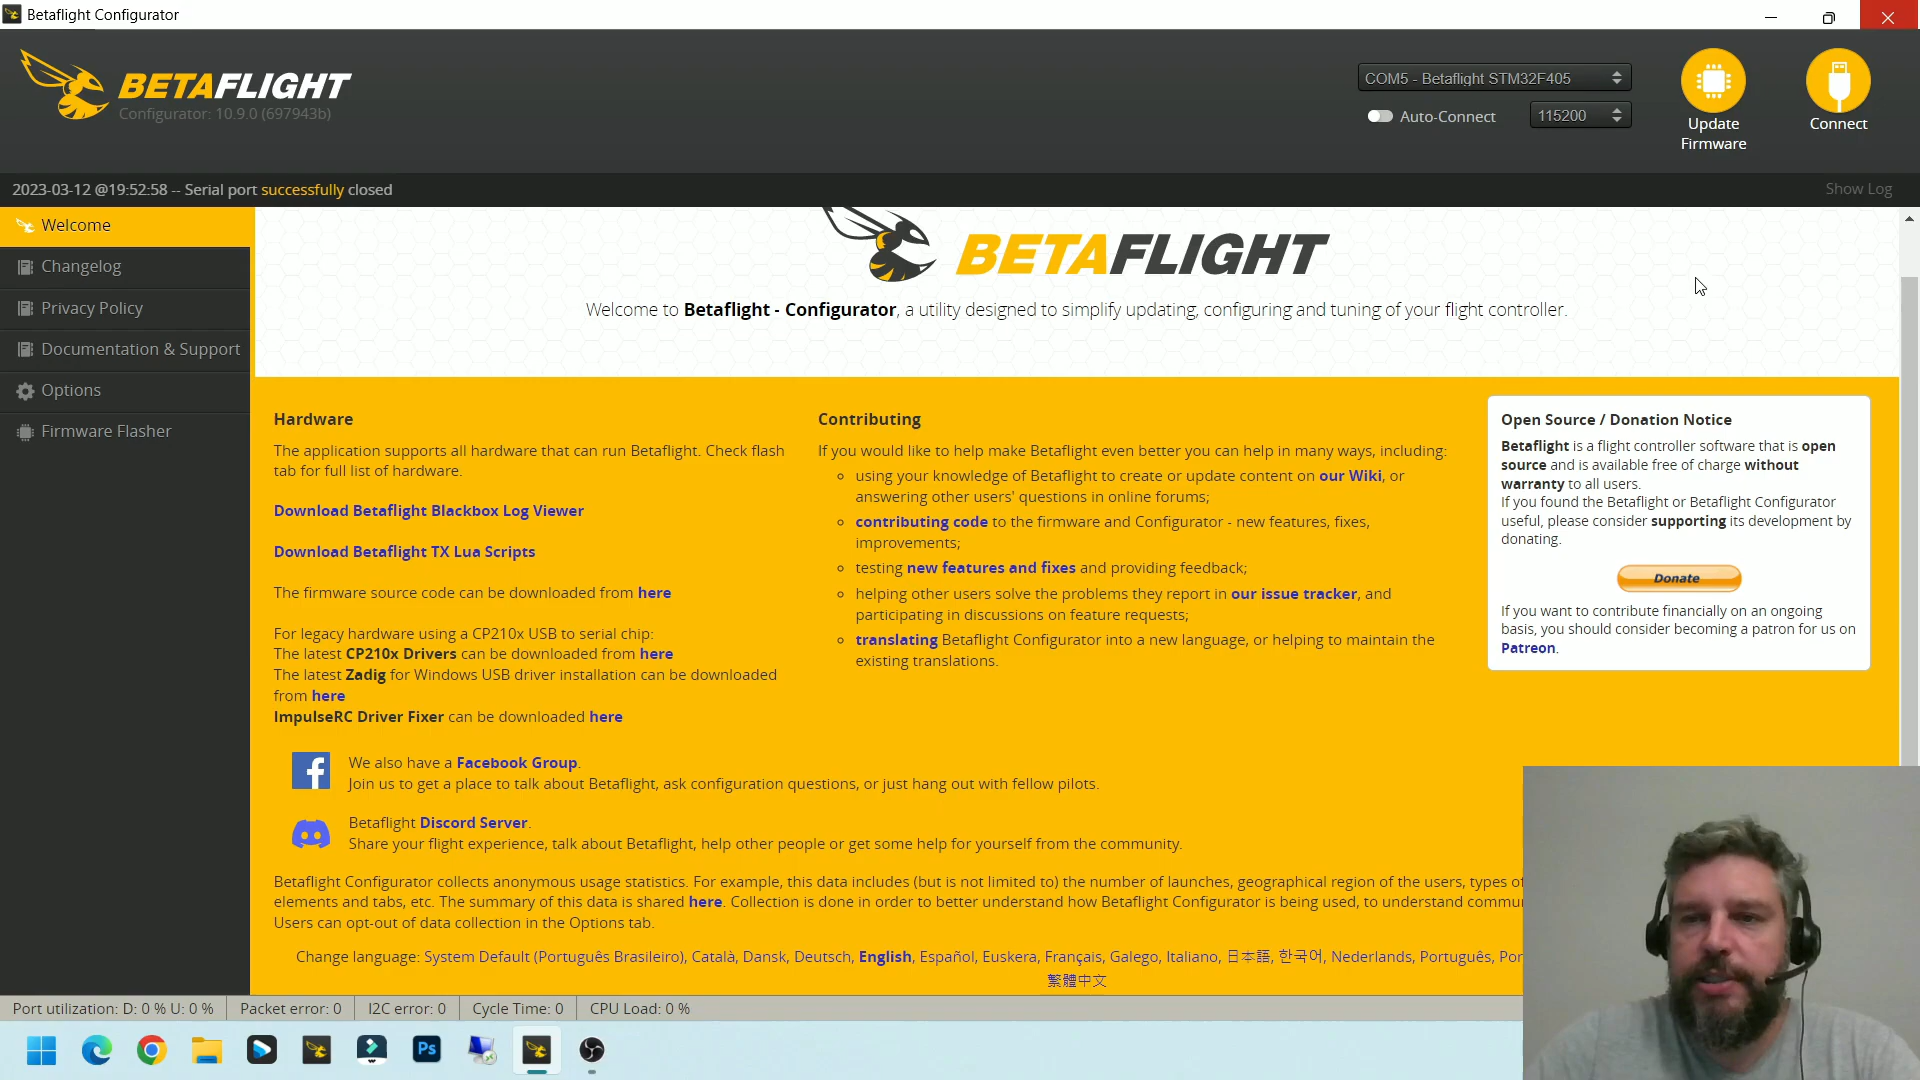 Betaflight Configurator
BETAFLIGHT
Configurator: 10.9.0 (697943b)
COM5 - Betaflight STM32F405
Auto-Connect
115200
Update
Firmware
Connect
2023-03-12 @19:52:58 -- Serial port successfully closed
Show Log
Welcome
Changelog
Privacy Policy
Documentation & Support
Options
Firmware Flasher
BETAFLIGHT
Welcome to Betaflight - Configurator, a utility designed to simplify updating, configuring and tuning of your flight controller.
Hardware
The application supports all hardware that can run Betaflight. Check flash
tab for full list of hardware.
Download Betaflight Blackbox Log Viewer
Download Betaflight TX Lua Scripts
The firmware source code can be downloaded from here
For legacy hardware using a CP210x USB to serial chip:
The latest CP210x Drivers can be downloaded from here
The latest Zadig for Windows USB driver installation can be downloaded
from here
ImpulseRC Driver Fixer can be downloaded here
Contributing
If you would like to help make Betaflight even better you can help in many ways, including:
using your knowledge of Betaflight to create or update content on our Wiki, or
answering other users' questions in online forums;
contributing code to the firmware and Configurator - new features, fixes,
improvements;
testing new features and fixes and providing feedback;
helping other users solve the problems they report in our issue tracker, and
participating in discussions on feature requests;
translating Betaflight Configurator into a new language, or helping to maintain the
existing translations.
Open Source / Donation Notice
Betaflight is a flight controller software that is open
source and is available free of charge without
warranty to all users.
If you found the Betaflight or Betaflight Configurator
useful, please consider supporting its development by
donating.
Donate
If you want to contribute financially on an ongoing
basis, you should consider becoming a patron for us on
Patreon.
We also have a Facebook Group.
Join us to get a place to talk about Betaflight, ask configuration questions, or just hang out with fellow pilots.
Betaflight Discord Server.
Share your flight experience, talk about Betaflight, help other people or get some help for yourself from the community.
Betaflight Configurator collects anonymous usage statistics. For example, this data includes (but is not limited to) the number of launches, geographical region of the users, types of
elements and tabs, etc. The summary of this data is shared here. Collection is done in order to better understand how Betaflight Configurator is being used, to understand commu
Users can opt-out of data collection in the Options tab.
Change language: System Default (Português Brasileiro), Català, Dansk, Deutsch, English, Español, Euskera, Français, Galego, Italiano, 日本語, 한국어, Nederlands, Português, Por
繁體中文
Port utilization: D: 0 % U: 0 %
Packet error: 0
I2C error: 0
Cycle Time: 0
CPU Load: 0 %
Ps